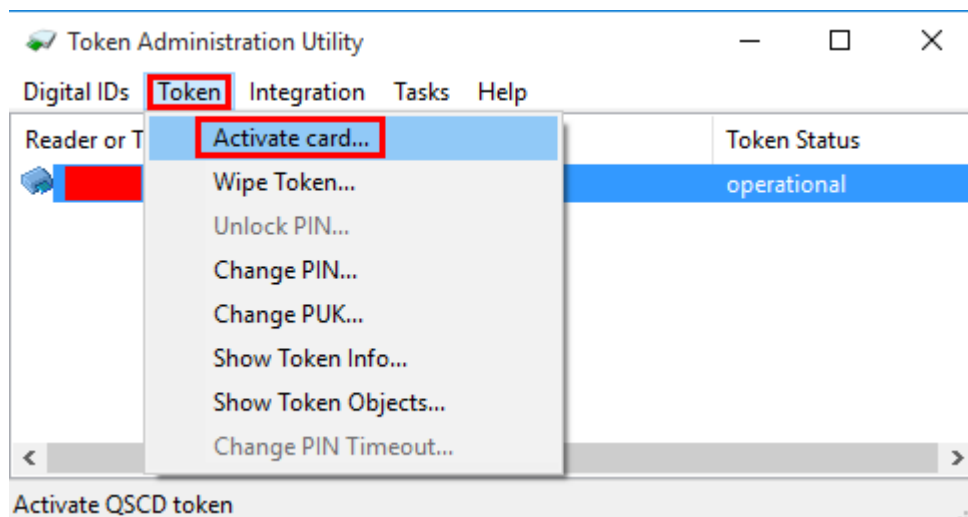 Token Administration Utility
Digital IDs Token Integration Tasks Help
Reader or T Token Status
operational
Activate card...
Wipe Token...
Unlock PIN...
Change PIN...
Change PUK...
Show Token Info...
Show Token Objects...
Change PIN Timeout...
Activate QSCD token